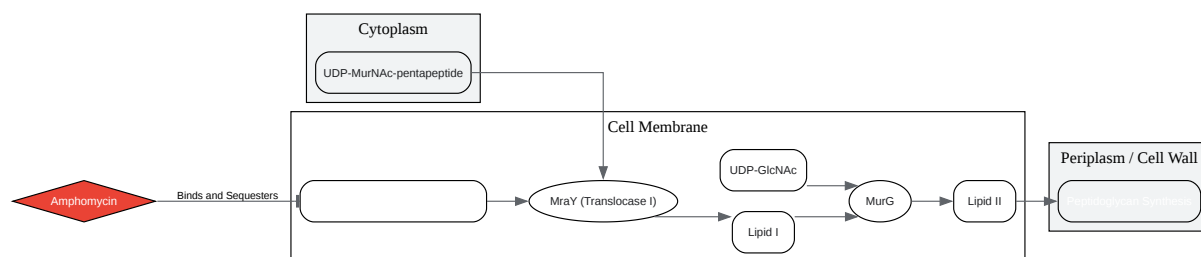 Cytoplasm
UDP-MurNAc-pentapeptide
Cell Membrane
Amphomycin
Binds and Sequesters
MraY (Translocase I)
UDP-GlcNAc
Lipid I
MurG
Lipid II
Periplasm / Cell Wall
Peptidoglycan Synthesis